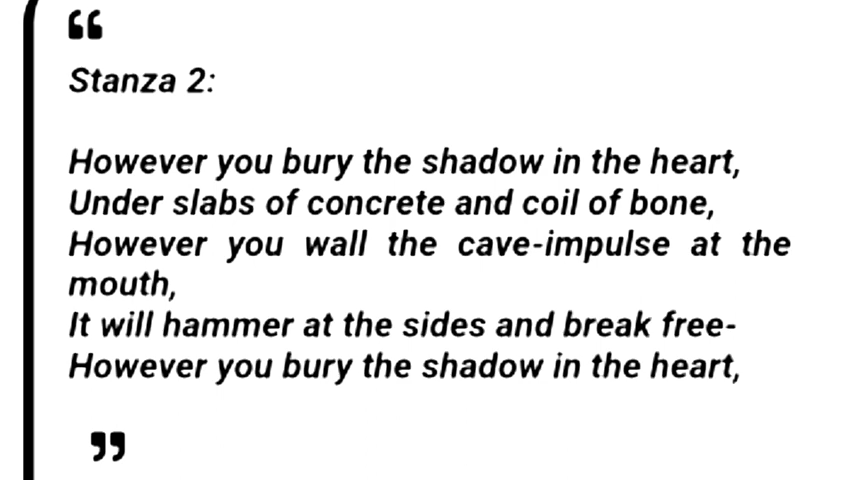 “
Stanza 2:
However you bury the shadow in the heart,
Under slabs of concrete and coil of bone,
However you wall the cave-impulse at the
mouth,
It will hammer at the sides and break free-
However you bury the shadow in the heart,
”